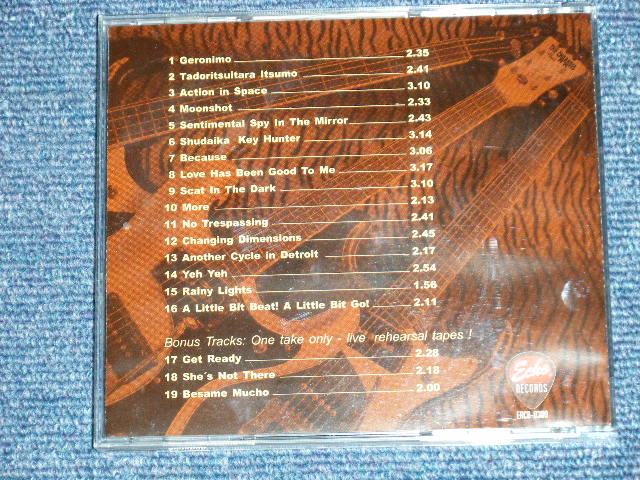 1 Geronimo 2.35
2 Tadoritsuitara Itsumo 2.41
3 Action in Space 3.10
4 Moonshot 2.33
5 Sentimental Spy In The Mirror 2.43
6 Shudaika Key Hunter 3.14
7 Because 3.06
8 Love Has Been Good To Me 3.17
9 Scat In The Dark 3.10
10 More 2.13
11 No Trespassing 2.41
12 Changing Dimensions 2.45
13 Another Cycle in Detroit 2.17
14 Yeh Yeh 2.54
15 Rainy Lights 1.56
16 A Little Bit Beat! A Little Bit Go! 2.11
Bonus Tracks: One take only - live rehearsal tapes !
17 Get Ready 2.28
18 She´s Not There 2.18
19 Besame Mucho 2.00
Echo
RECORDS